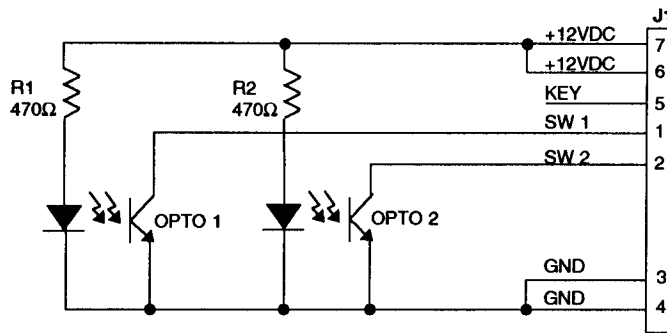 J1
+12VDC 7
+12VDC 6
R1
470Ω
R2
470Ω
KEY 5
SW 1 1
SW 2 2
OPTO 1
OPTO 2
GND 3
GND 4